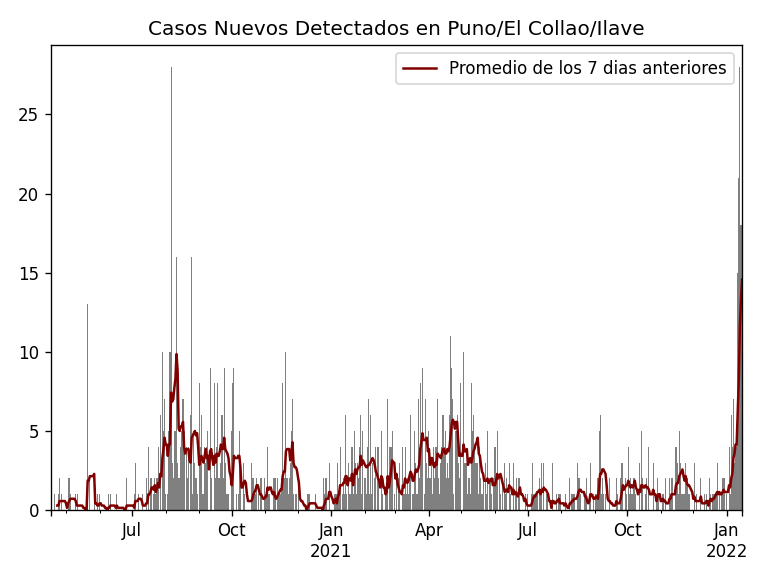 Casos Nuevos Detectados en Puno/El Collao/Ilave
Promedio de los 7 dias anteriores
25
20
15
10
5
0
Jul
Oct
Jan
2021
Apr
Jul
Oct
Jan
2022